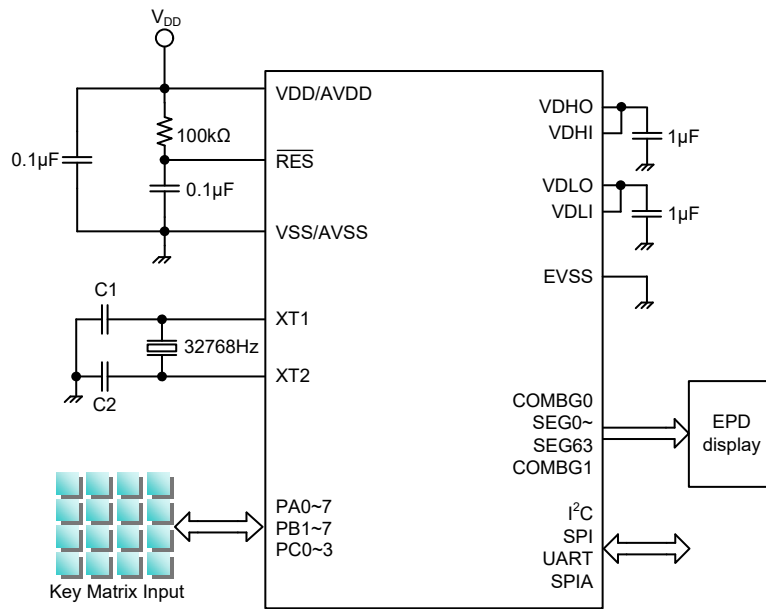 VDD
VDD/AVDD
100kΩ
0.1µF
RES
0.1µF
VSS/AVSS
C1
XT1
32768Hz
XT2
C2
PA0~7
PB1~7
PC0~3
Key Matrix Input
VDHO
VDHI
1µF
VDLO
VDLI
1µF
EVSS
COMBG0
SEG0~
SEG63
COMBG1
EPD
display
I²C
SPI
UART
SPIA